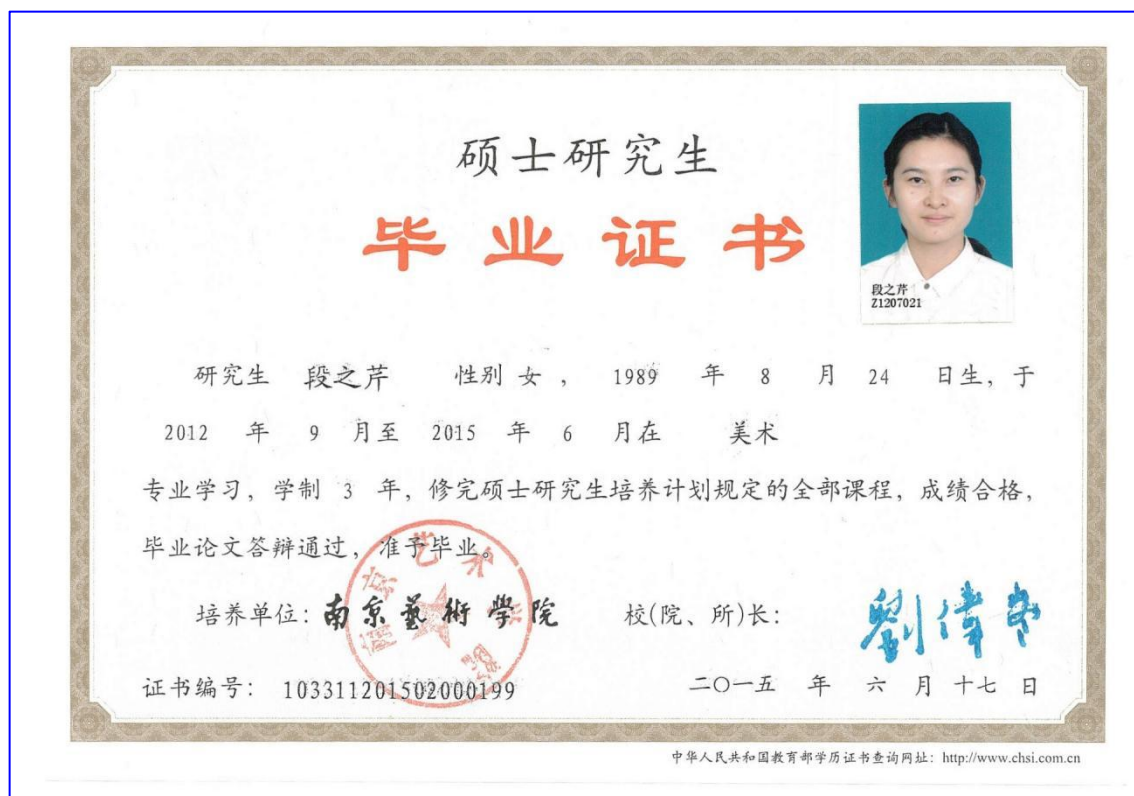 硕士研究生
毕业证书
段之芹
Z1207021
研究生 段之芹 性别 女 , 1989 年 8 月 24 日生, 于
2012 年 9 月至 2015 年 6 月在 美术
专业学习, 学制 3 年, 修完硕士研究生培养计划规定的全部课程, 成绩合格,
毕业论文答辩通过, 准予毕业。
南京艺术学院
培养单位: 南京藝術學院 校(院、所)长: 劉偉冬
证书编号: 103311201502000199 二〇一五 年 六 月 十七 日
中华人民共和国教育部学历证书查询网址: http://www.chsi.com.cn